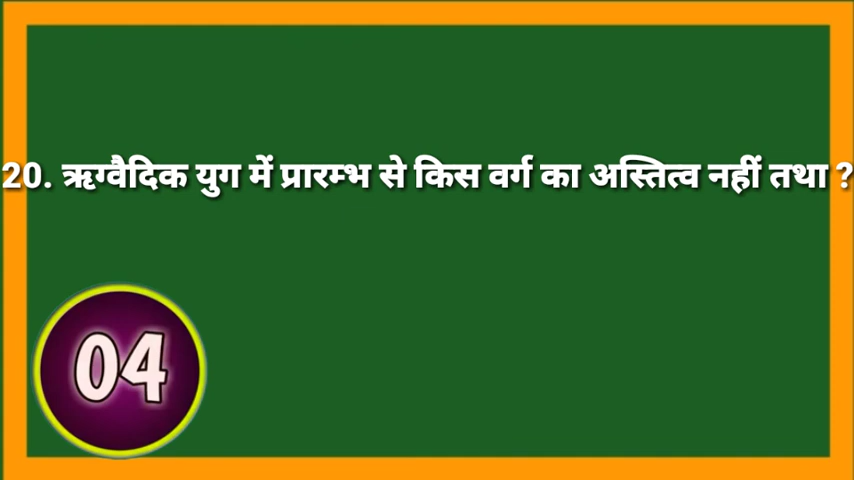 20. ऋग्वैदिक युग में प्रारम्भ से किस वर्ग का अस्तित्व नहीं तथा ?
04